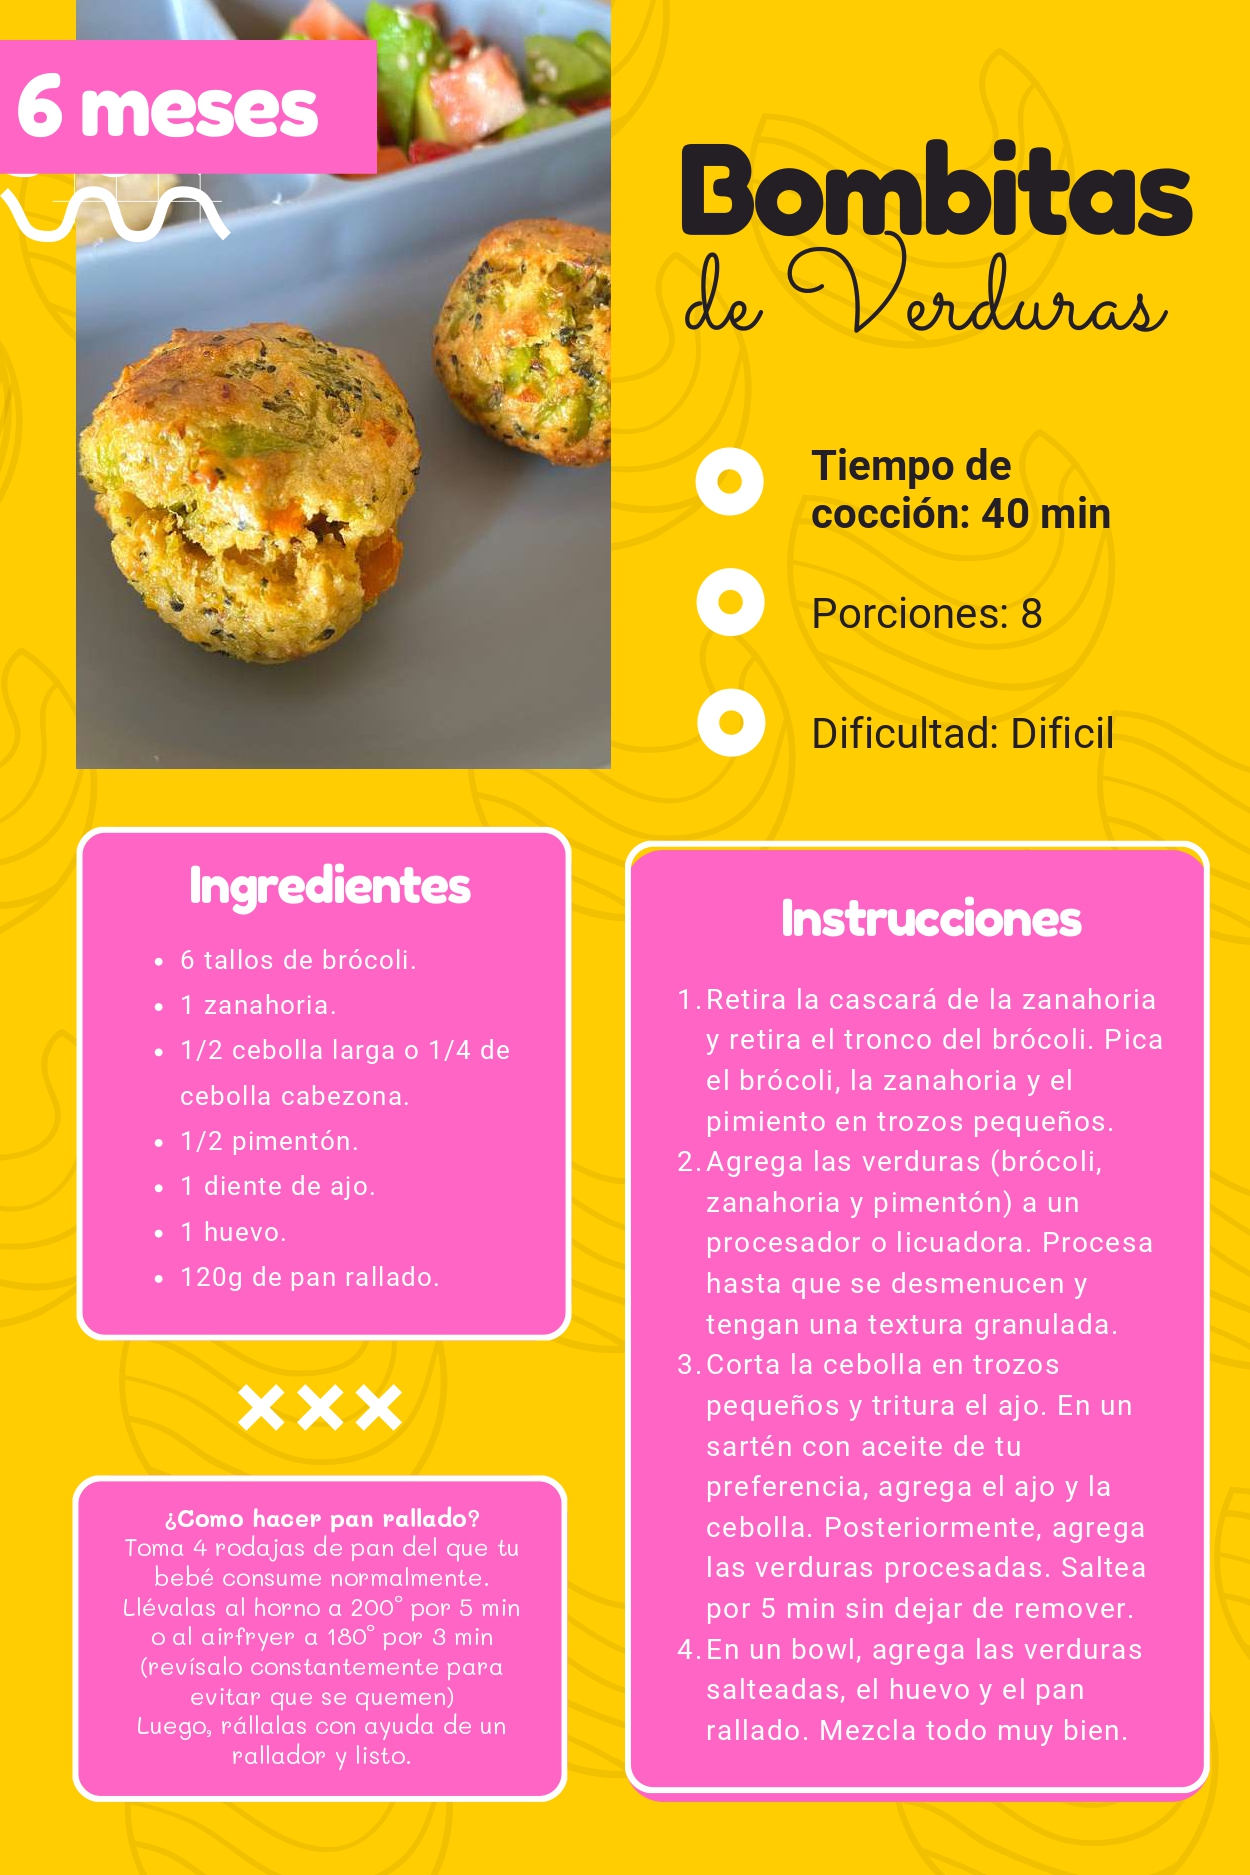 6 meses
Bombitas
de Verduras
Tiempo de
cocción: 40 min
Porciones: 8
Dificultad: Dificil
Ingredientes
• 6 tallos de brócoli.
• 1 zanahoria.
• 1/2 cebolla larga o 1/4 de
cebolla cabezona.
• 1/2 pimentón.
• 1 diente de ajo.
• 1 huevo.
• 120g de pan rallado.
¿Como hacer pan rallado?
Toma 4 rodajas de pan del que tu
bebé consume normalmente.
Llévalas al horno a 200° por 5 min
o al airfryer a 180° por 3 min
(revísalo constantemente para
evitar que se quemen)
Luego, rállalas con ayuda de un
rallador y listo.
Instrucciones
1. Retira la cascará de la zanahoria
y retira el tronco del brócoli. Pica
el brócoli, la zanahoria y el
pimiento en trozos pequeños.
2. Agrega las verduras (brócoli,
zanahoria y pimentón) a un
procesador o licuadora. Procesa
hasta que se desmenucen y
tengan una textura granulada.
3. Corta la cebolla en trozos
pequeños y tritura el ajo. En un
sartén con aceite de tu
preferencia, agrega el ajo y la
cebolla. Posteriormente, agrega
las verduras procesadas. Saltea
por 5 min sin dejar de remover.
4. En un bowl, agrega las verduras
salteadas, el huevo y el pan
rallado. Mezcla todo muy bien.